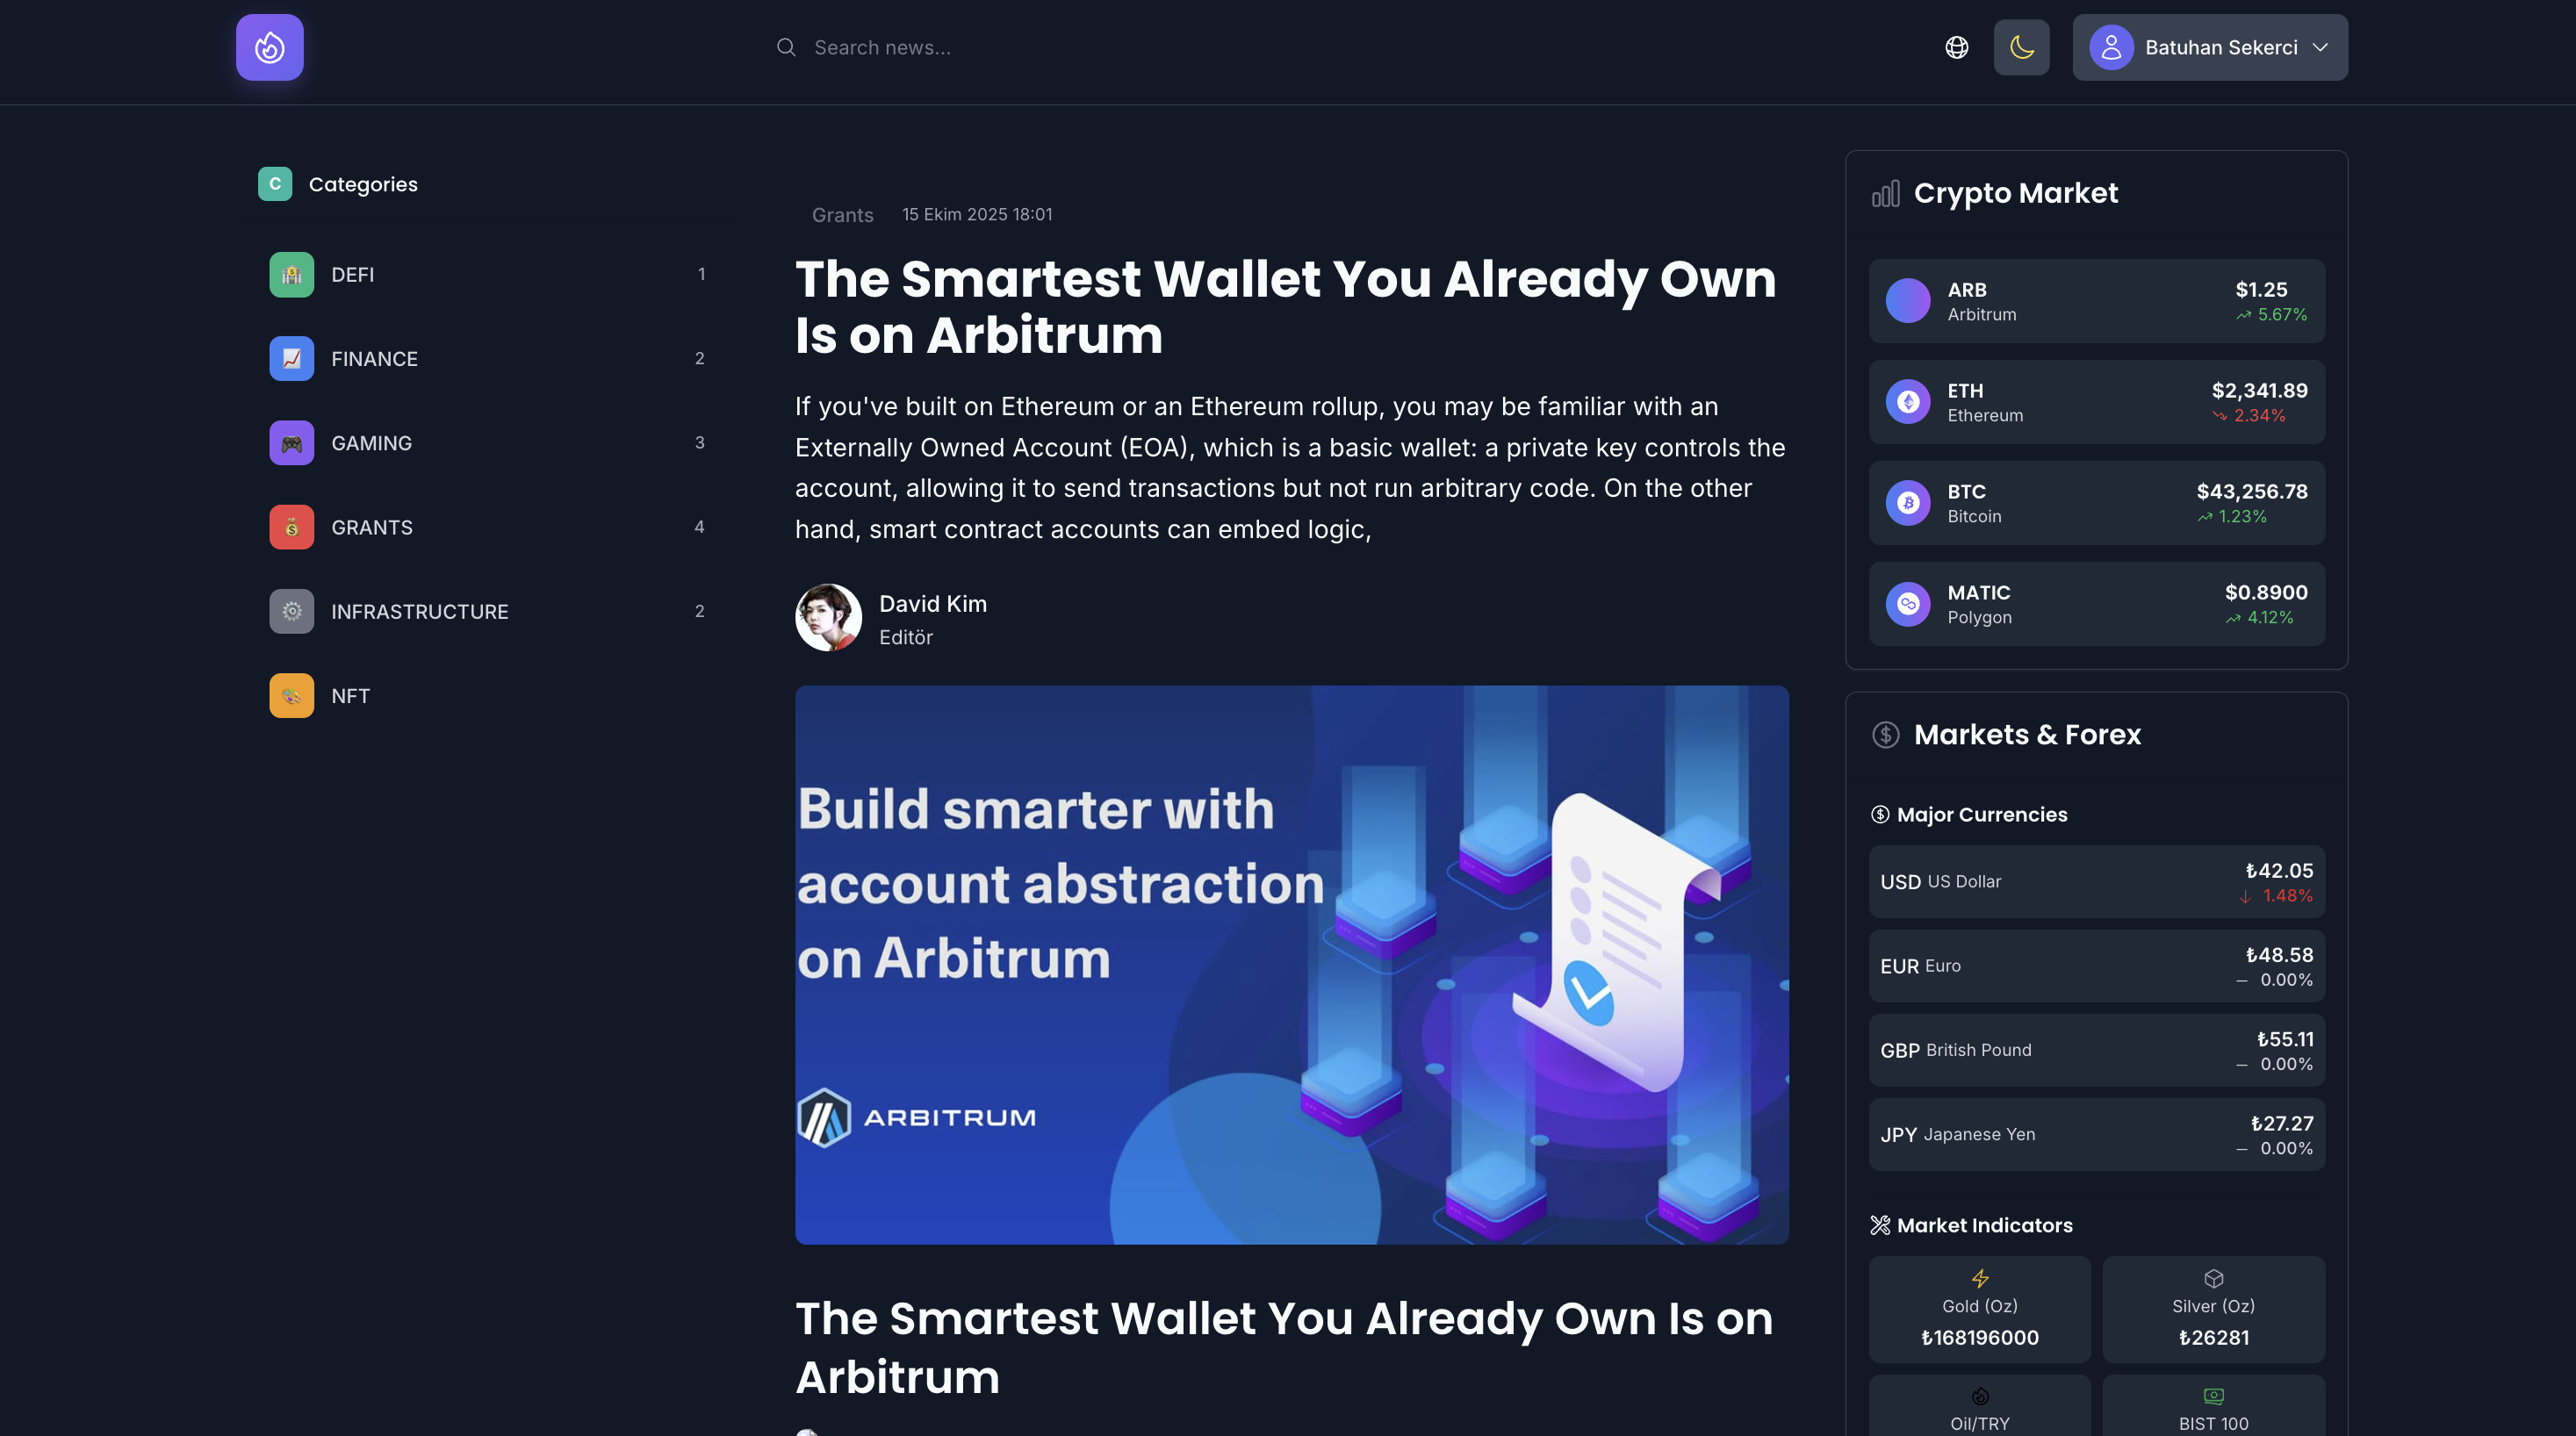 Search news...
Batuhan Sekerci
C Categories
DEFI 1
FINANCE 2
GAMING 3
GRANTS 4
INFRASTRUCTURE 2
NFT
Grants 15 Ekim 2025 18:01
The Smartest Wallet You Already Own
Is on Arbitrum
If you've built on Ethereum or an Ethereum rollup, you may be familiar with an
Externally Owned Account (EOA), which is a basic wallet: a private key controls the
account, allowing it to send transactions but not run arbitrary code. On the other
hand, smart contract accounts can embed logic,
David Kim
Editör
Build smarter with
account abstraction
on Arbitrum
ARBITRUM
The Smartest Wallet You Already Own Is on
Arbitrum
Crypto Market
ARB $1.25
Arbitrum 5.67%
ETH $2,341.89
Ethereum 2.34%
BTC $43,256.78
Bitcoin 1.23%
MATIC $0.8900
Polygon 4.12%
Markets & Forex
Major Currencies
USD US Dollar ₺42.05
↓ 1.48%
EUR Euro ₺48.58
— 0.00%
GBP British Pound ₺55.11
— 0.00%
JPY Japanese Yen ₺27.27
— 0.00%
Market Indicators
Gold (Oz)
₺168196000
Silver (Oz)
₺26281
Oil/TRY
BIST 100